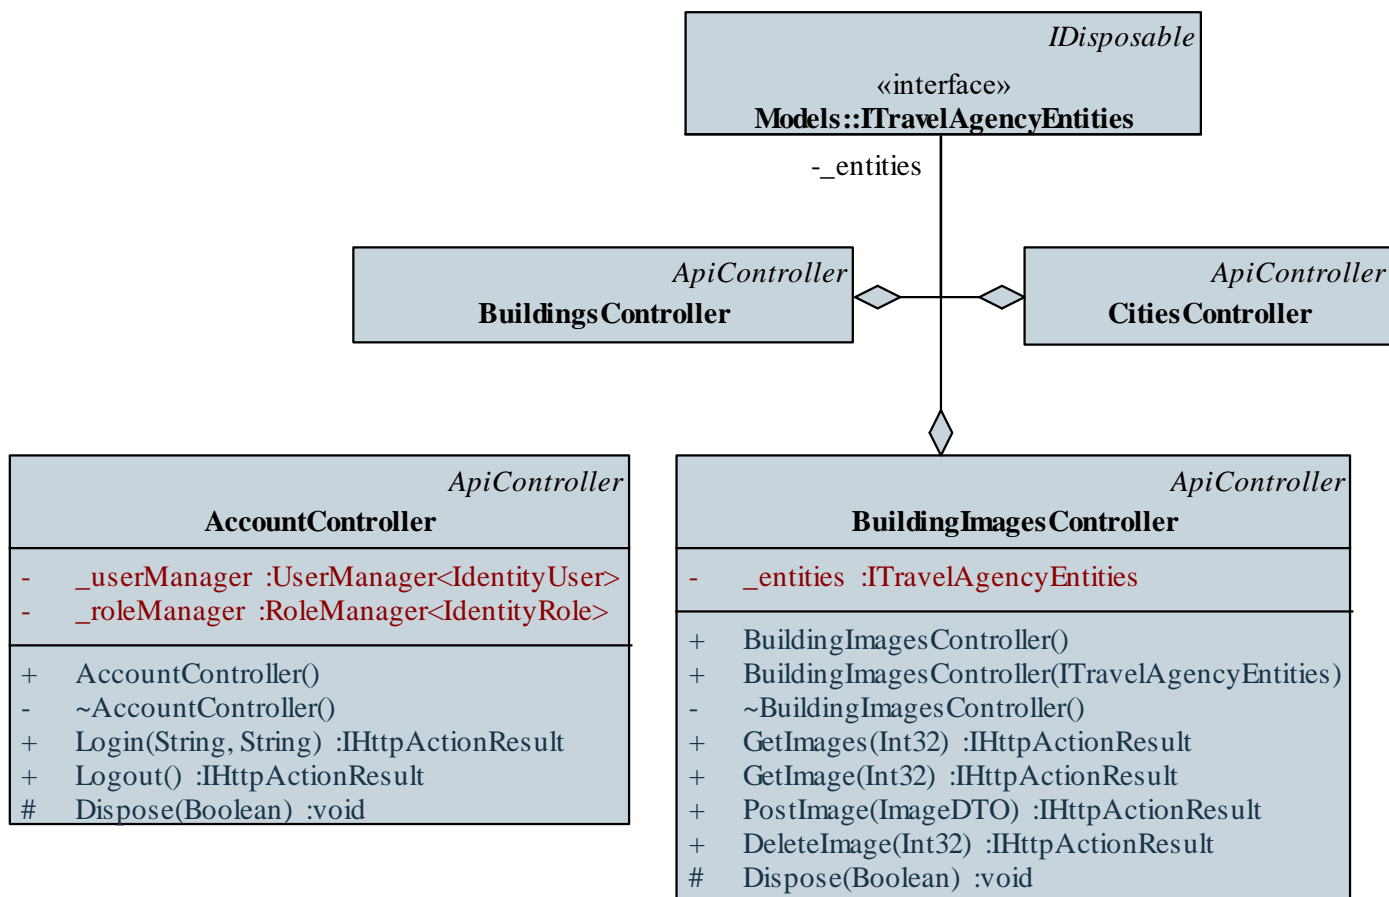 IDisposable
«interface»
Models::ITravelAgencyEntities
-_entities
ApiController
BuildingsController
ApiController
CitiesController
ApiController
AccountController
- _userManager :UserManager<IdentityUser>
- _roleManager :RoleManager<IdentityRole>
+ AccountController()
- ~AccountController()
+ Login(String, String) :IHttpActionResult
+ Logout() :IHttpActionResult
# Dispose(Boolean) :void
ApiController
BuildingImagesController
- _entities :ITravelAgencyEntities
+ BuildingImagesController()
+ BuildingImagesController(ITravelAgencyEntities)
- ~BuildingImagesController()
+ GetImages(Int32) :IHttpActionResult
+ GetImage(Int32) :IHttpActionResult
+ PostImage(ImageDTO) :IHttpActionResult
+ DeleteImage(Int32) :IHttpActionResult
# Dispose(Boolean) :void